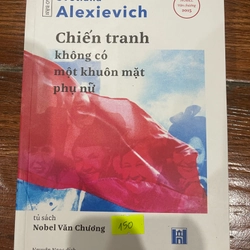 Alexievich
Chiến tranh
không có
một khuôn mặt
phụ nữ
tủ sách
Nobel Văn Chương
150